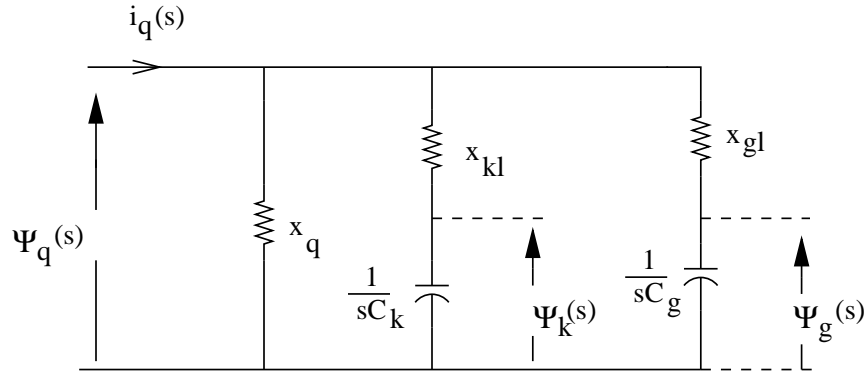 i_q(s)
x_kl
x_gl
x_q
Ψ_q(s)
1/sC_k
Ψ_k(s)
1/sC_g
Ψ_g(s)